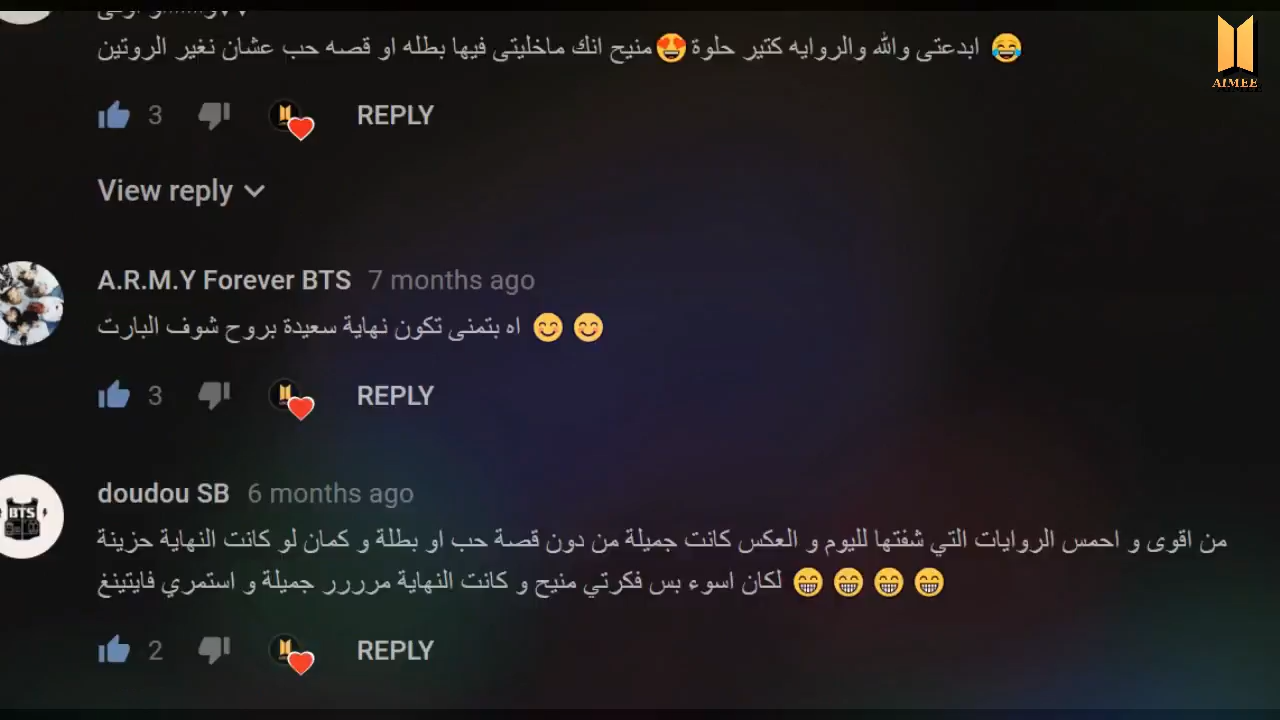 ابدعتى والله والروايه كتير حلوة 😍 منيح انك ماخليتى فيها بطله او قصه حب عشان نغير الروتين 😂
3 REPLY
View reply
A.R.M.Y Forever BTS 7 months ago
اه بتمنى تكون نهاية سعيدة بروح شوف البارت 😊 😊
3 REPLY
doudou SB 6 months ago
من اقوى و احمس الروايات التي شفتها لليوم و العكس كانت جميلة من دون قصة حب او بطلة و كمان لو كانت النهاية حزينة
لكان اسوء بس فكرتي منيح و كانت النهاية مرررر جميلة و استمري فايتينغ 😁 😁 😁 😁
2 REPLY
AIMEE
BTS